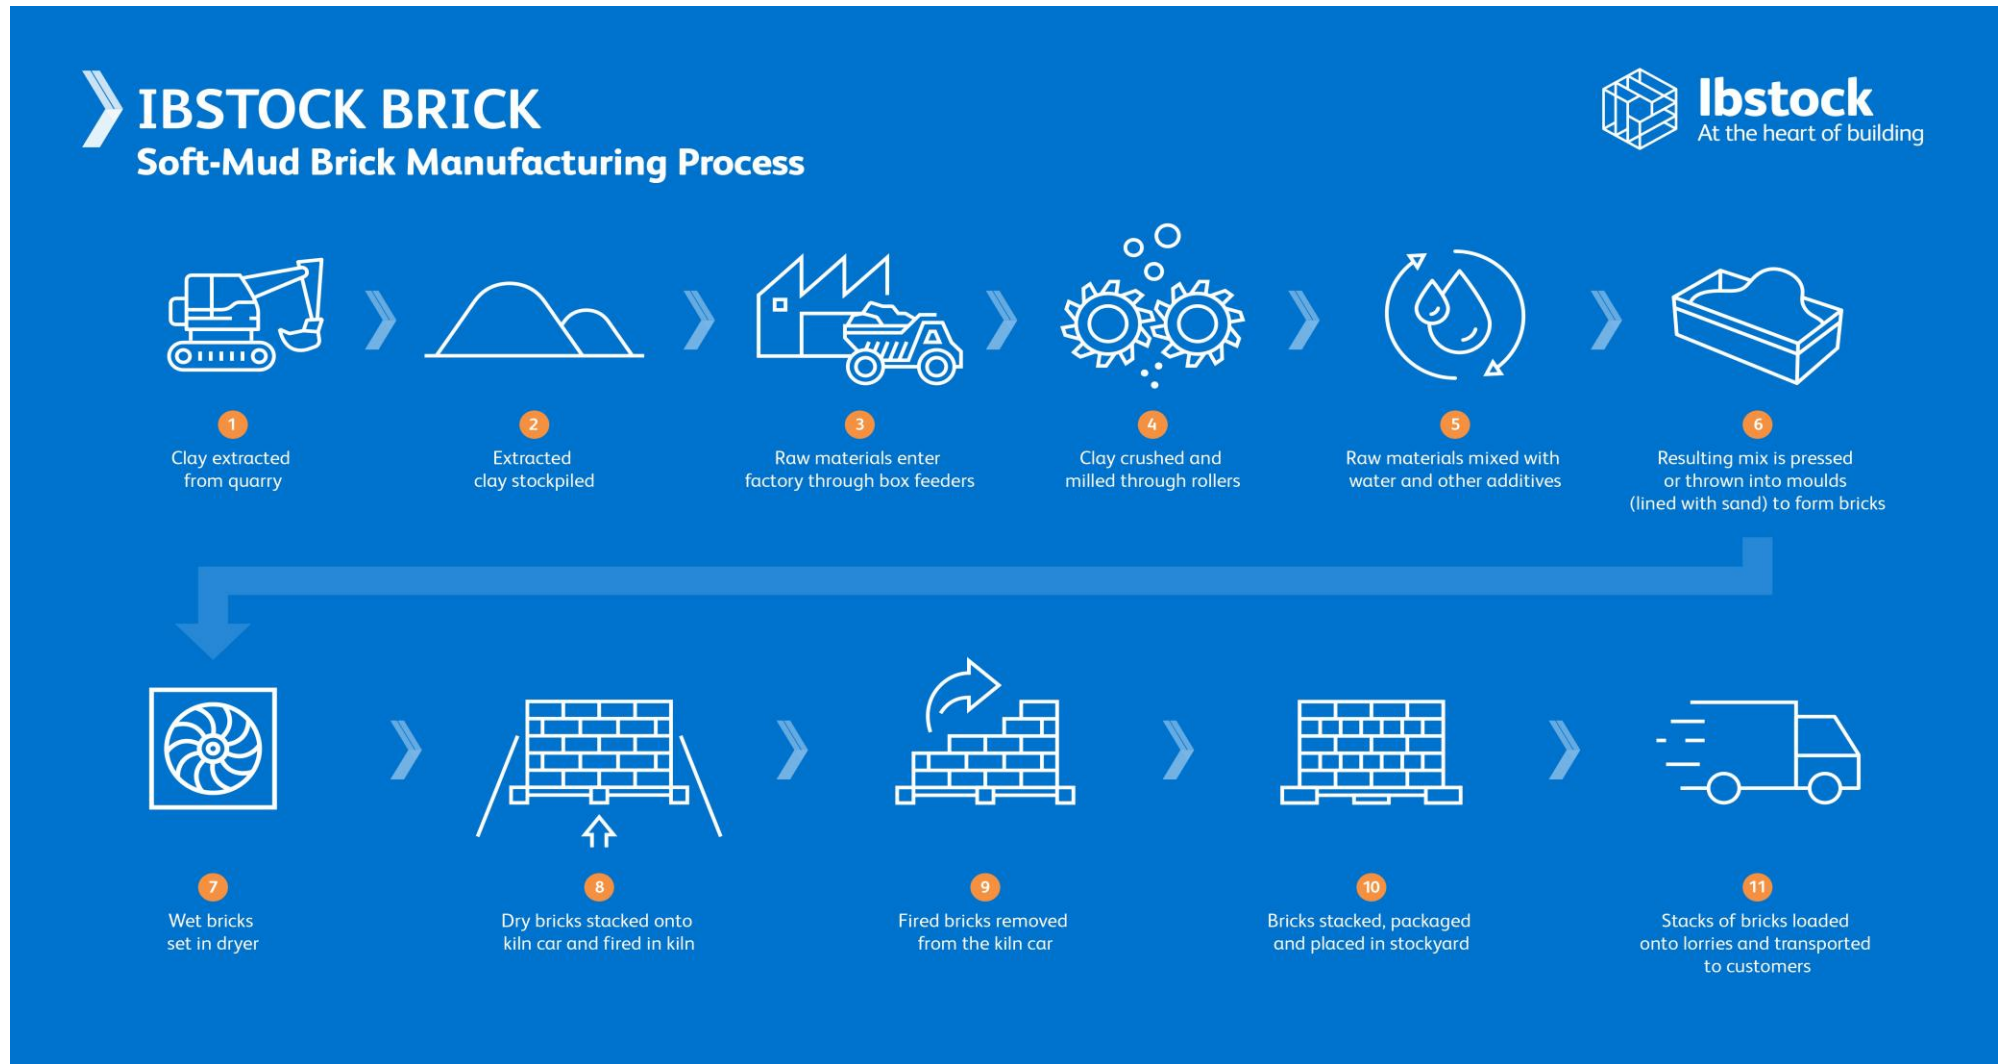 IBSTOCK BRICK
Soft-Mud Brick Manufacturing Process
Ibstock
At the heart of building
1
Clay extracted
from quarry
2
Extracted
clay stockpiled
3
Raw materials enter
factory through box feeders
4
Clay crushed and
milled through rollers
5
Raw materials mixed with
water and other additives
6
Resulting mix is pressed
or thrown into moulds
(lined with sand) to form bricks
7
Wet bricks
set in dryer
8
Dry bricks stacked onto
kiln car and fired in kiln
9
Fired bricks removed
from the kiln car
10
Bricks stacked, packaged
and placed in stockyard
11
Stacks of bricks loaded
onto lorries and transported
to customers